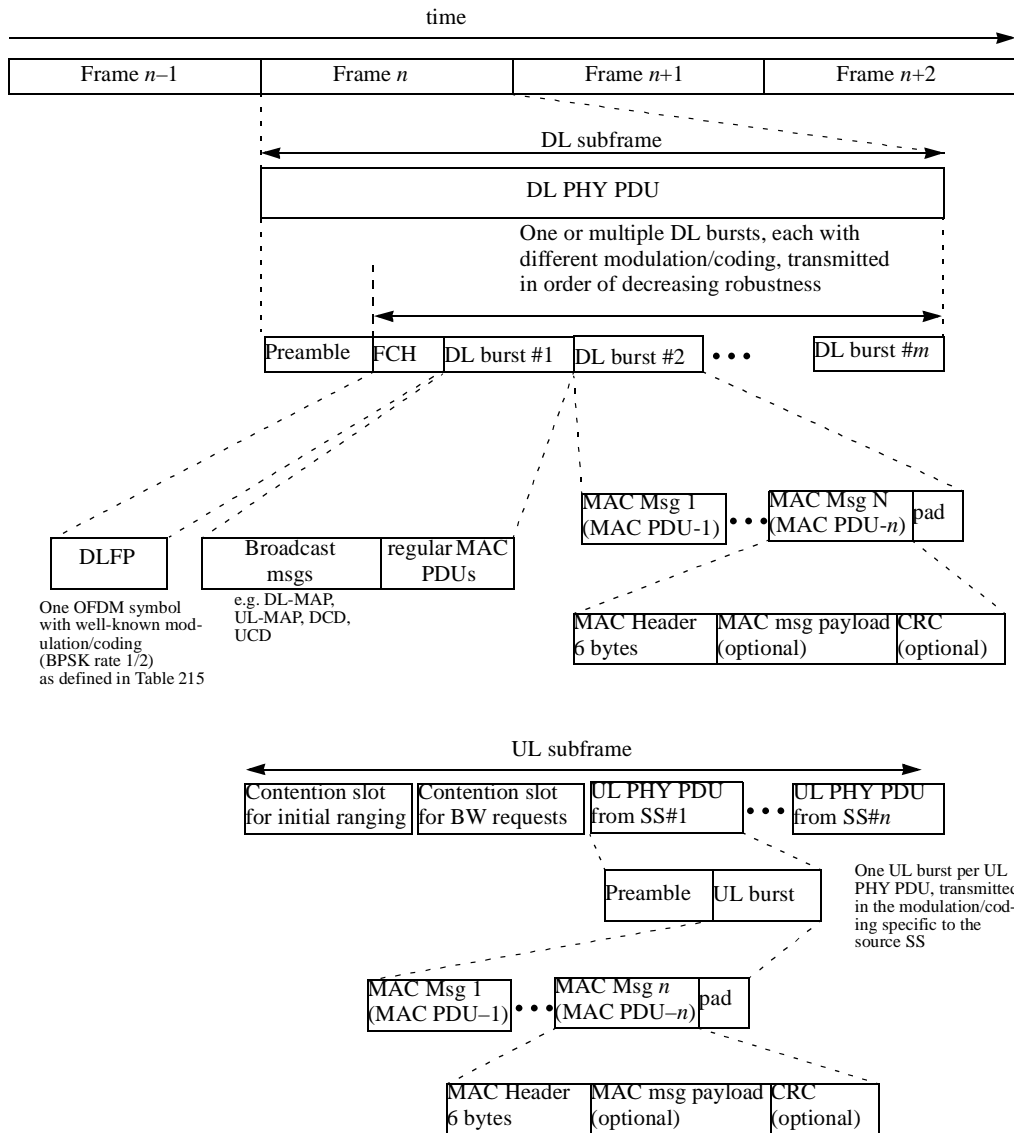 time
Frame n–1
Frame n
Frame n+1
Frame n+2
DL subframe
DL PHY PDU
One or multiple DL bursts, each with
different modulation/coding, transmitted
in order of decreasing robustness
Preamble
FCH
DL burst #1
DL burst #2
•••
DL burst #m
MAC Msg 1
(MAC PDU-1)
•••
MAC Msg N
(MAC PDU-n)
pad
DLFP
Broadcast
msgs
regular MAC
PDUs
One OFDM symbol
with well-known mod-
ulation/coding
(BPSK rate 1/2)
as defined in Table 215
e.g. DL-MAP,
UL-MAP, DCD,
UCD
MAC Header
6 bytes
MAC msg payload
(optional)
CRC
(optional)
UL subframe
Contention slot
for initial ranging
Contention slot
for BW requests
UL PHY PDU
from SS#1
•••
UL PHY PDU
from SS#n
Preamble
UL burst
One UL burst per UL
PHY PDU, transmitted
in the modulation/cod-
ing specific to the
source SS
MAC Msg 1
(MAC PDU–1)
•••
MAC Msg n
(MAC PDU–n)
pad
MAC Header
6 bytes
MAC msg payload
(optional)
CRC
(optional)